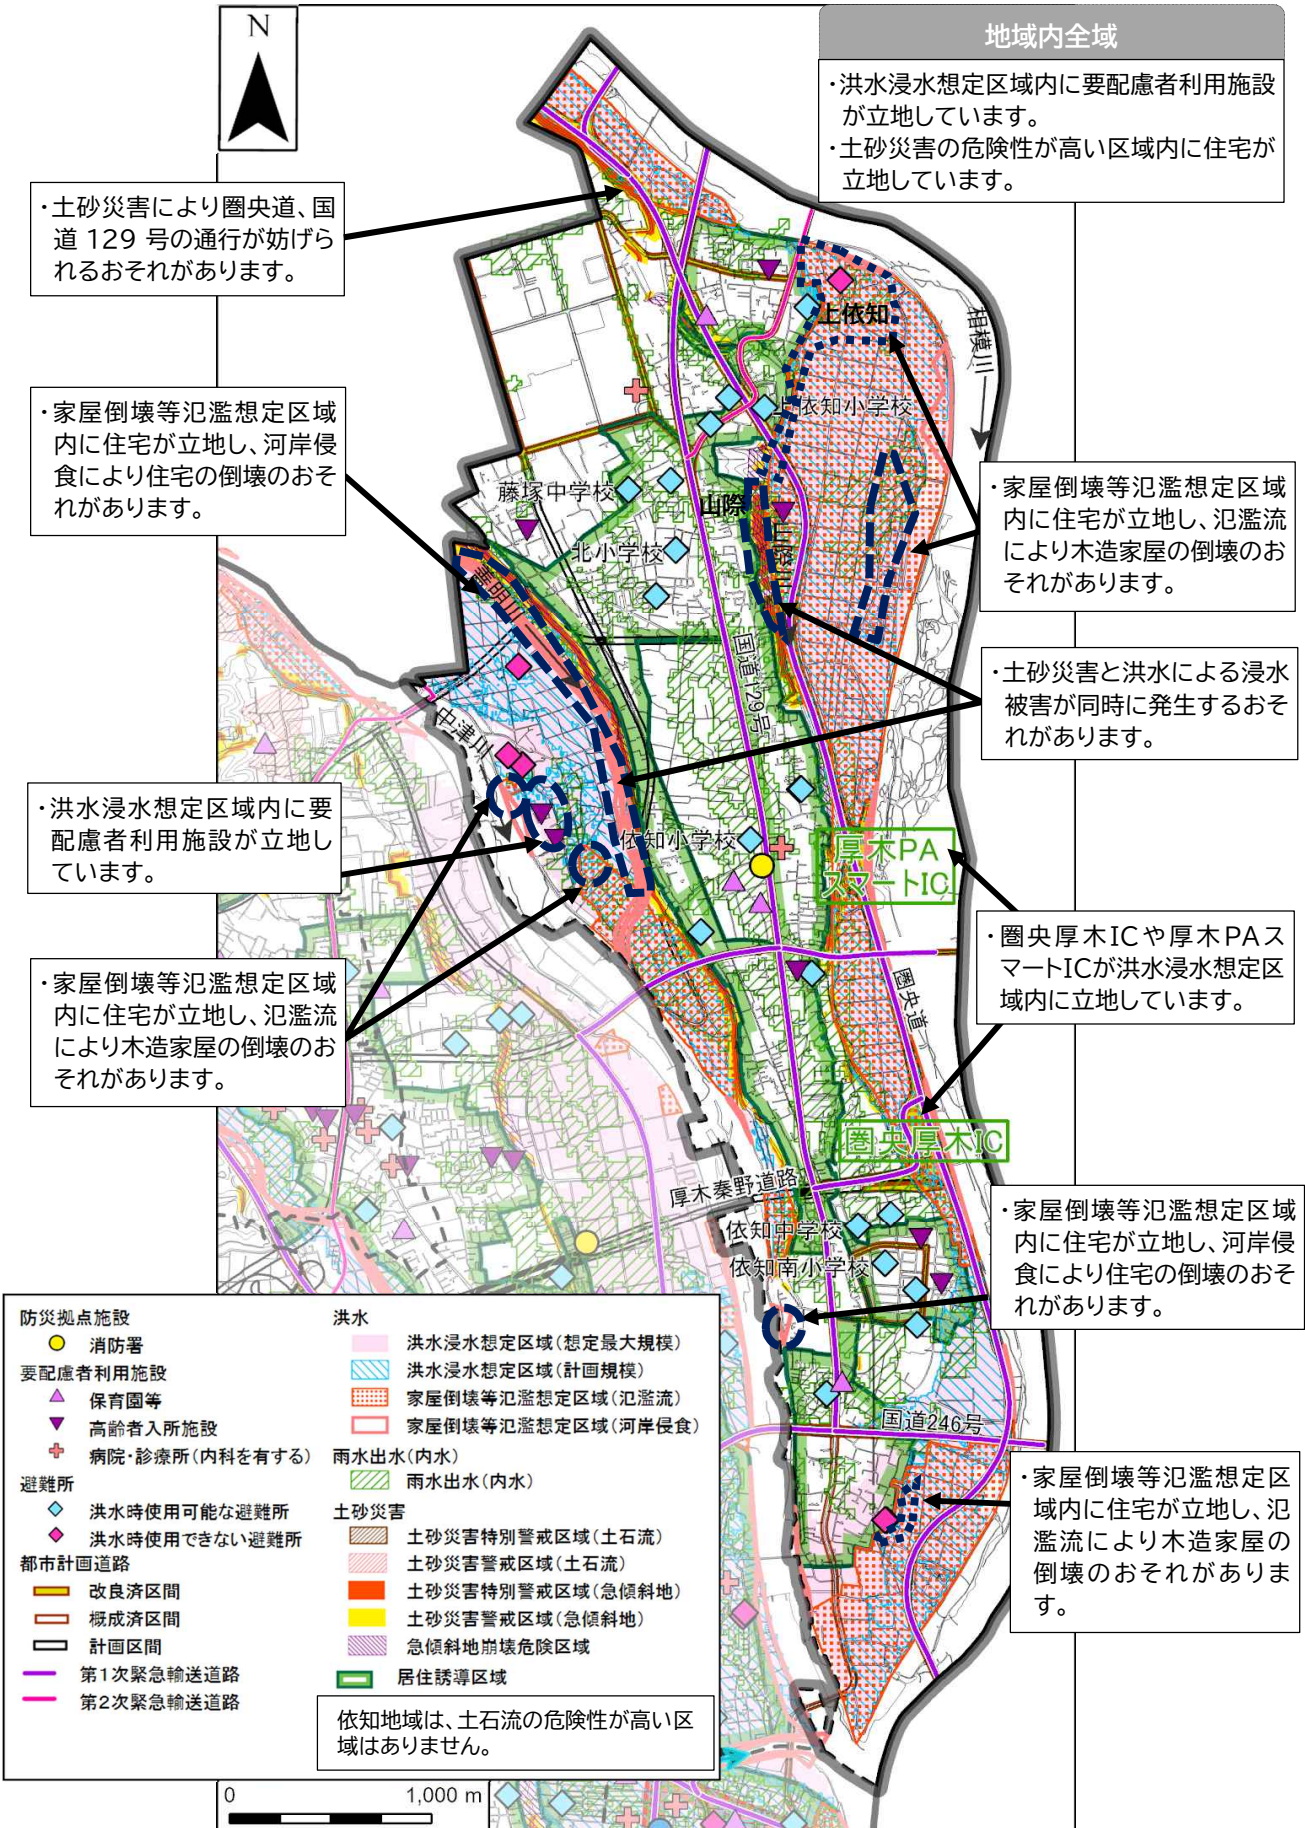 N
地域内全域
・洪水浸水想定区域内に要配慮者利用施設
が立地しています。
・土砂災害の危険性が高い区域内に住宅が
立地しています。
・土砂災害により圏央道、国
道 129 号の通行が妨げら
れるおそれがあります。
・家屋倒壊等氾濫想定区域
内に住宅が立地し、河岸侵
食により住宅の倒壊のおそ
れがあります。
・洪水浸水想定区域内に要
配慮者利用施設が立地し
ています。
・家屋倒壊等氾濫想定区域
内に住宅が立地し、氾濫流
により木造家屋の倒壊のお
それがあります。
上依知
相模川
上依知小学校
藤塚中学校
山際
山際川
北小学校
善明川
国道129号
中津川
依知小学校
厚木PA
スマートIC
圏央道
圏央厚木IC
厚木秦野道路
依知中学校
依知南小学校
国道246号
・家屋倒壊等氾濫想定区域
内に住宅が立地し、氾濫流
により木造家屋の倒壊のお
それがあります。
・土砂災害と洪水による浸水
被害が同時に発生するおそ
れがあります。
・圏央厚木ICや厚木PAス
マートICが洪水浸水想定区
域内に立地しています。
・家屋倒壊等氾濫想定区域
内に住宅が立地し、河岸侵
食により住宅の倒壊のおそ
れがあります。
・家屋倒壊等氾濫想定区
域内に住宅が立地し、氾
濫流により木造家屋の
倒壊のおそれがありま
す。
防災拠点施設
消防署
要配慮者利用施設
保育園等
高齢者入所施設
病院・診療所(内科を有する)
避難所
洪水時使用可能な避難所
洪水時使用できない避難所
都市計画道路
改良済区間
概成済区間
計画区間
第1次緊急輸送道路
第2次緊急輸送道路
洪水
洪水浸水想定区域(想定最大規模)
洪水浸水想定区域(計画規模)
家屋倒壊等氾濫想定区域(氾濫流)
家屋倒壊等氾濫想定区域(河岸侵食)
雨水出水(内水)
雨水出水(内水)
土砂災害
土砂災害特別警戒区域(土石流)
土砂災害警戒区域(土石流)
土砂災害特別警戒区域(急傾斜地)
土砂災害警戒区域(急傾斜地)
急傾斜地崩壊危険区域
居住誘導区域
依知地域は、土石流の危険性が高い区
域はありません。
0 1,000 m